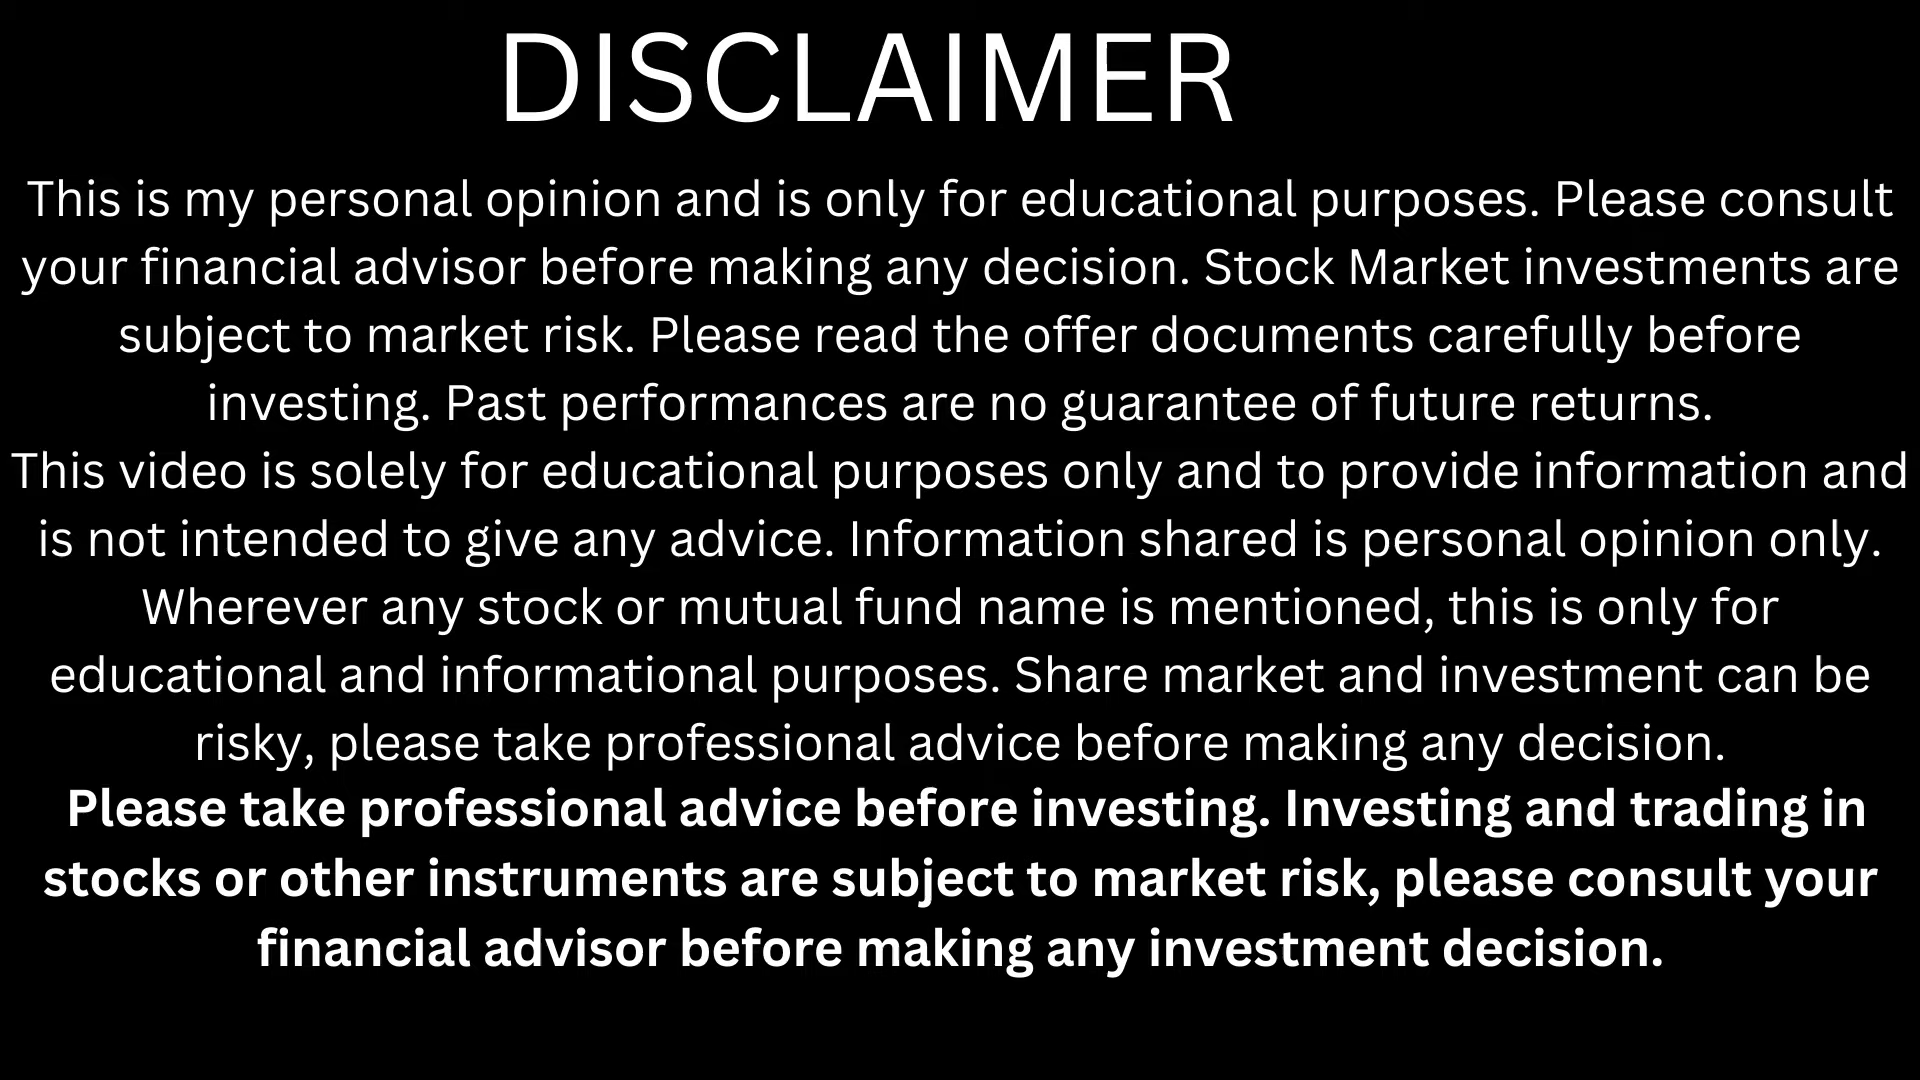 DISCLAIMER
This is my personal opinion and is only for educational purposes. Please consult
your financial advisor before making any decision. Stock Market investments are
subject to market risk. Please read the offer documents carefully before
investing. Past performances are no guarantee of future returns.
This video is solely for educational purposes only and to provide information and
is not intended to give any advice. Information shared is personal opinion only.
Wherever any stock or mutual fund name is mentioned, this is only for
educational and informational purposes. Share market and investment can be
risky, please take professional advice before making any decision.
Please take professional advice before investing. Investing and trading in
stocks or other instruments are subject to market risk, please consult your
financial advisor before making any investment decision.